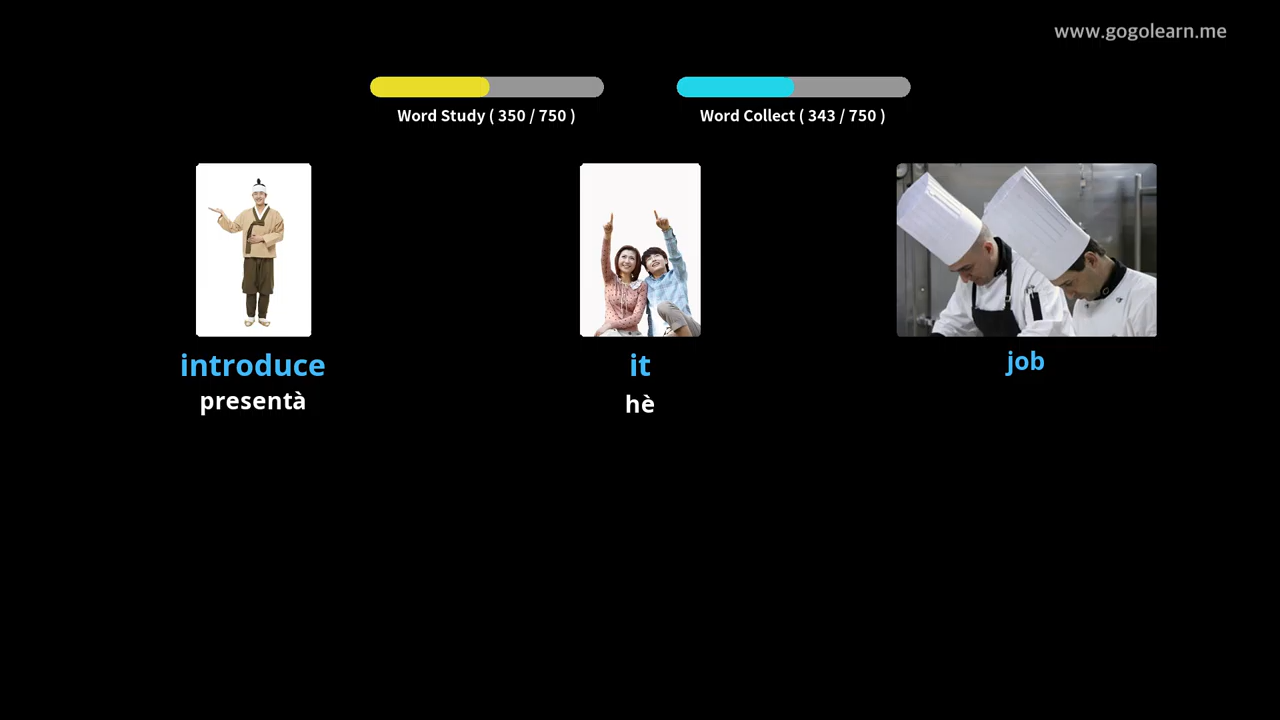 www.gogolearn.me
Word Study ( 350 / 750 )
Word Collect ( 343 / 750 )
introduce
presentà
it
hè
job